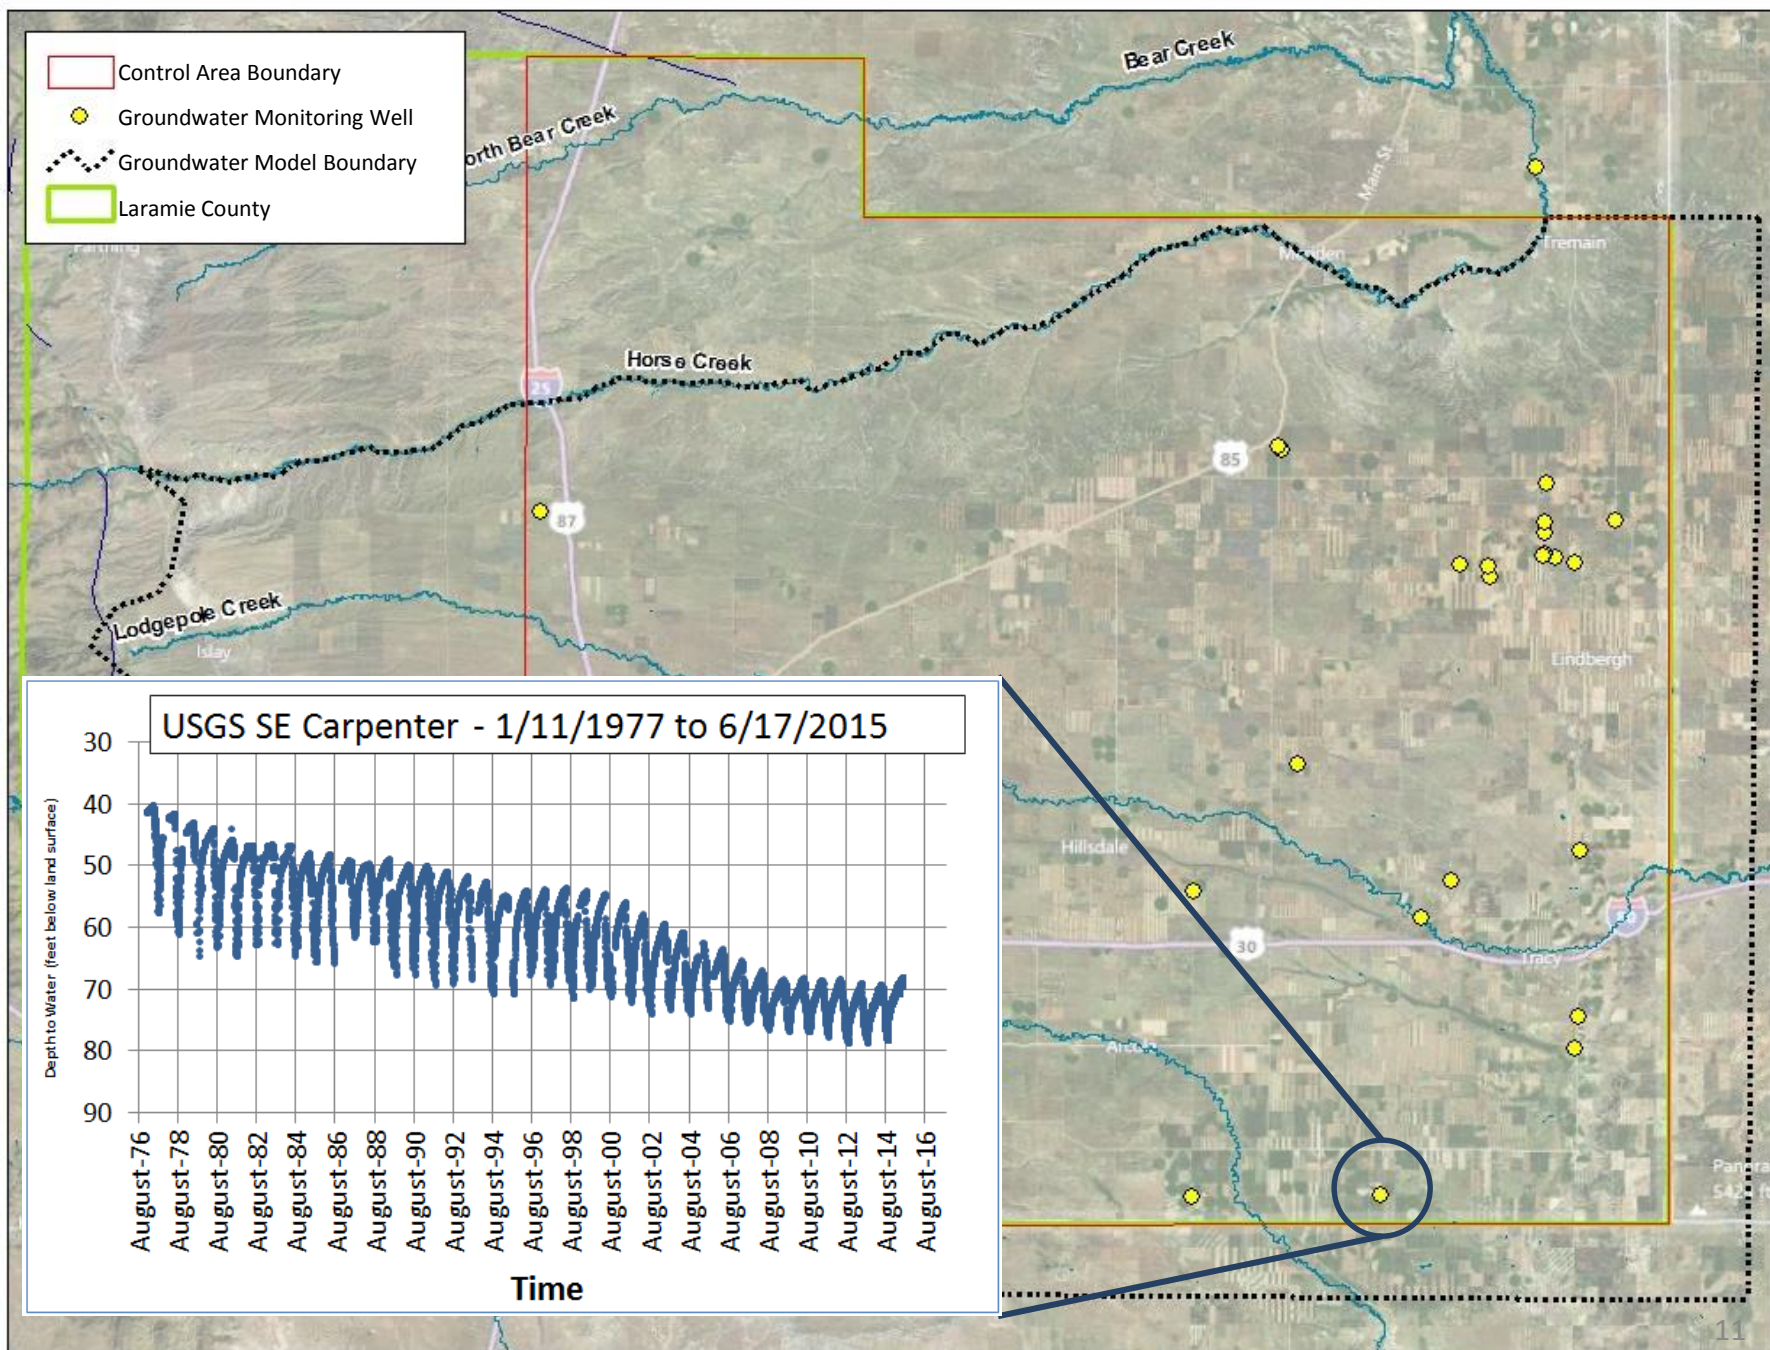 Control Area Boundary
Groundwater Monitoring Well
Groundwater Model Boundary
Laramie County
Bear Creek
orth Bear Creek
Main St
Tremain
Horse Creek
25
85
87
Lodgepole Creek
Islay
Lindbergh
Hillsdale
30
Tracy
USGS SE Carpenter - 1/11/1977 to 6/17/2015
Depth to Water (feet below land surface)
30
40
50
60
70
80
90
August-76
August-78
August-80
August-82
August-84
August-86
August-88
August-90
August-92
August-94
August-96
August-98
August-00
August-02
August-04
August-06
August-08
August-10
August-12
August-14
August-16
Time
11